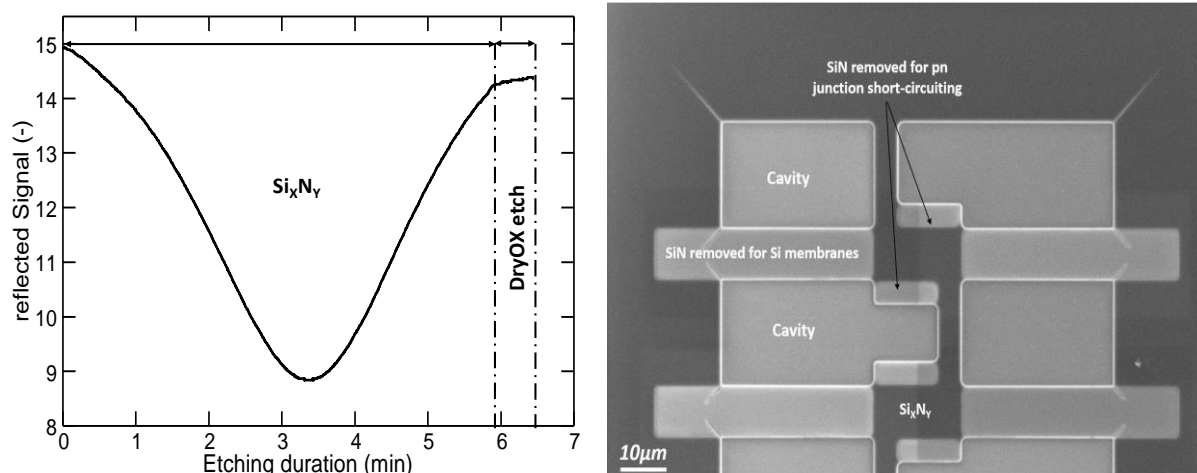 15
14
13
12
11
10
9
8
reflected Signal (-)
0 1 2 3 4 5 6 7
Etching duration (min)
SiₓNᵧ
DryOX etch
SiN removed for pn
junction short-circuiting
Cavity
SiN removed for Si membranes
Cavity
SiₓNᵧ
10μm